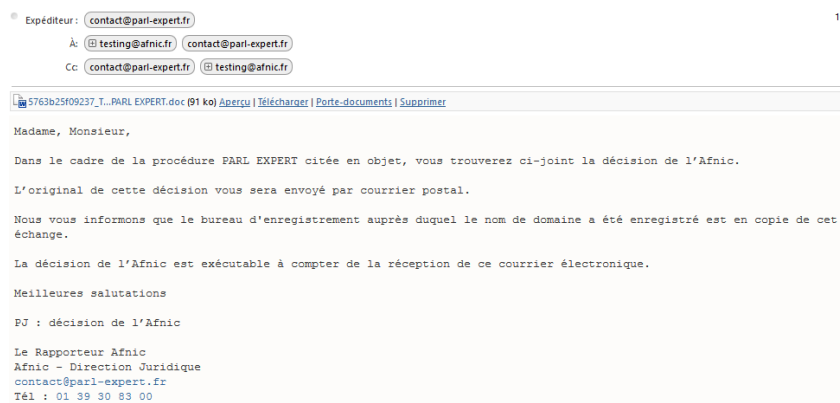 Expéditeur : contact@parl-expert.fr
À: testing@afnic.fr contact@parl-expert.fr
Cc: contact@parl-expert.fr testing@afnic.fr
5763b25f09237_T...PARL EXPERT.doc (91 ko) Aperçu | Télécharger | Porte-documents | Supprimer
Madame, Monsieur,
Dans le cadre de la procédure PARL EXPERT citée en objet, vous trouverez ci-joint la décision de l’Afnic.
L’original de cette décision vous sera envoyé par courrier postal.
Nous vous informons que le bureau d'enregistrement auprès duquel le nom de domaine a été enregistré est en copie de cet
échange.
La décision de l’Afnic est exécutable à compter de la réception de ce courrier électronique.
Meilleures salutations
PJ : décision de l’Afnic
Le Rapporteur Afnic
Afnic - Direction Juridique
contact@parl-expert.fr
Tél : 01 39 30 83 00